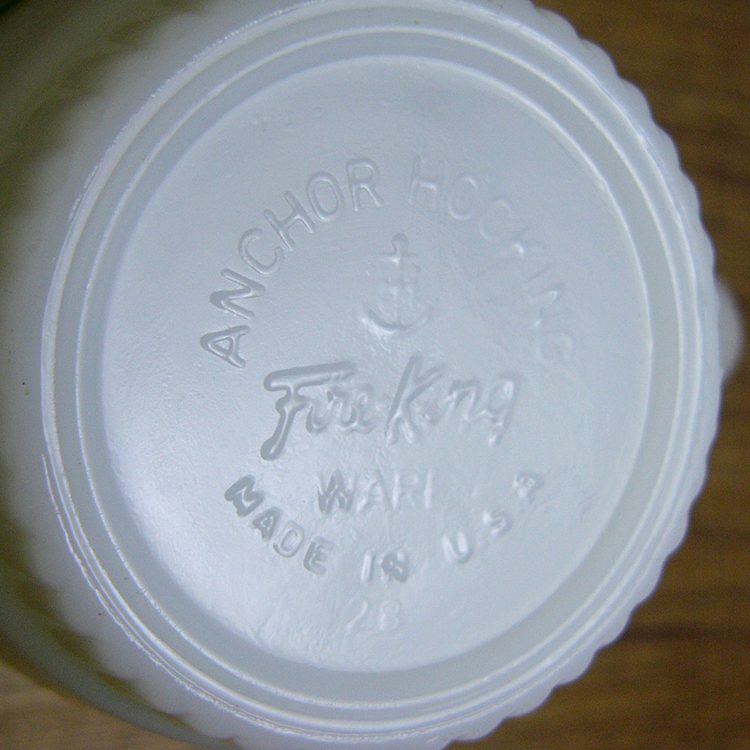 ANCHOR HOCKING
Fire King
WARE
MADE IN U.S.A
28